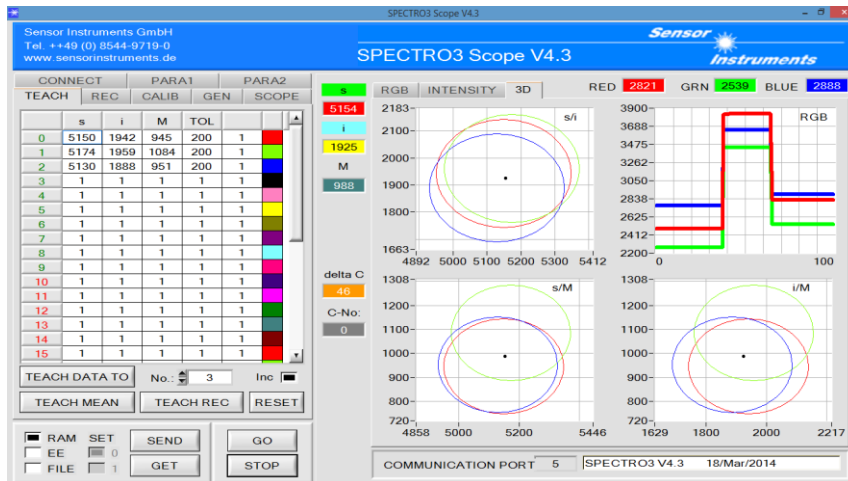 SPECTRO3 Scope V4.3
Sensor Instruments GmbH
Tel. ++49 (0) 8544-9719-0
www.sensorinstruments.de
SPECTRO3 Scope V4.3
Sensor
Instruments
CONNECT PARA1 PARA2
TEACH REC CALIB GEN SCOPE
s i M TOL
0 5150 1942 945 200 1
1 5174 1959 1084 200 1
2 5130 1888 951 200 1
3 1 1 1 1 1
4 1 1 1 1 1
5 1 1 1 1 1
6 1 1 1 1 1
7 1 1 1 1 1
8 1 1 1 1 1
9 1 1 1 1 1
10 1 1 1 1 1
11 1 1 1 1 1
12 1 1 1 1 1
13 1 1 1 1 1
14 1 1 1 1 1
15 1 1 1 1 1
TEACH DATA TO No.: 3 Inc
TEACH MEAN TEACH REC RESET
RAM SET
EE 0
FILE 1
SEND GO
GET STOP
s
5154
i
1925
M
988
delta C
46
C-No:
0
RGB INTENSITY 3D
RED 2821 GRN 2539 BLUE 2888
s/i
2183
2100
2000
1900
1800
1663
4892 5000 5100 5200 5300 5412
RGB
3900
3688
3475
3262
3050
2838
2625
2412
2200
0 100
s/M
1308
1200
1100
1000
900
800
720
4858 5000 5200 5446
i/M
1308
1200
1100
1000
900
800
720
1629 1800 2000 2217
COMMUNICATION PORT 5 SPECTRO3 V4.3 18/Mar/2014